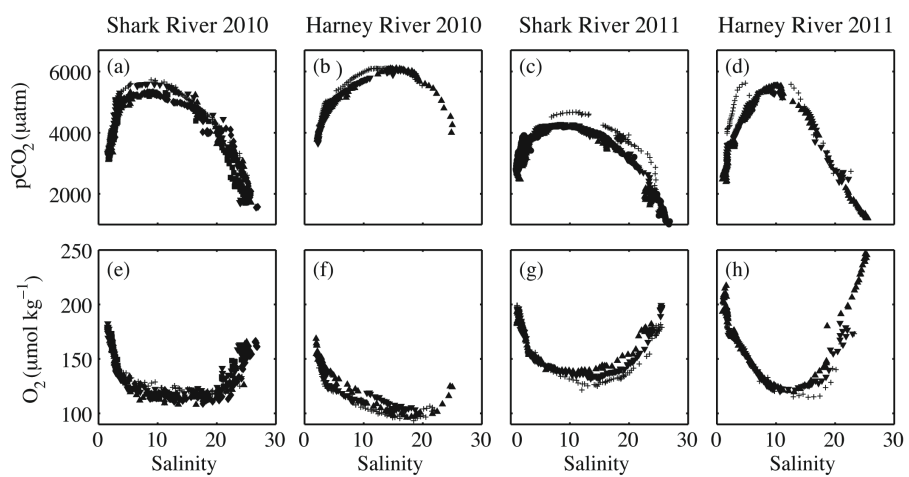 Shark River 2010 Harney River 2010 Shark River 2011 Harney River 2011
(a) (b) ) (c) (d)
6000
4000
2000
pCO₂ (µatm)
(e) (f) (g) (h)
250
200
150
100
O₂ (µmol kg⁻¹)
0 10 20 30 0 10 20 30 0 10 20 30 0 10 20 30
Salinity Salinity Salinity Salinity